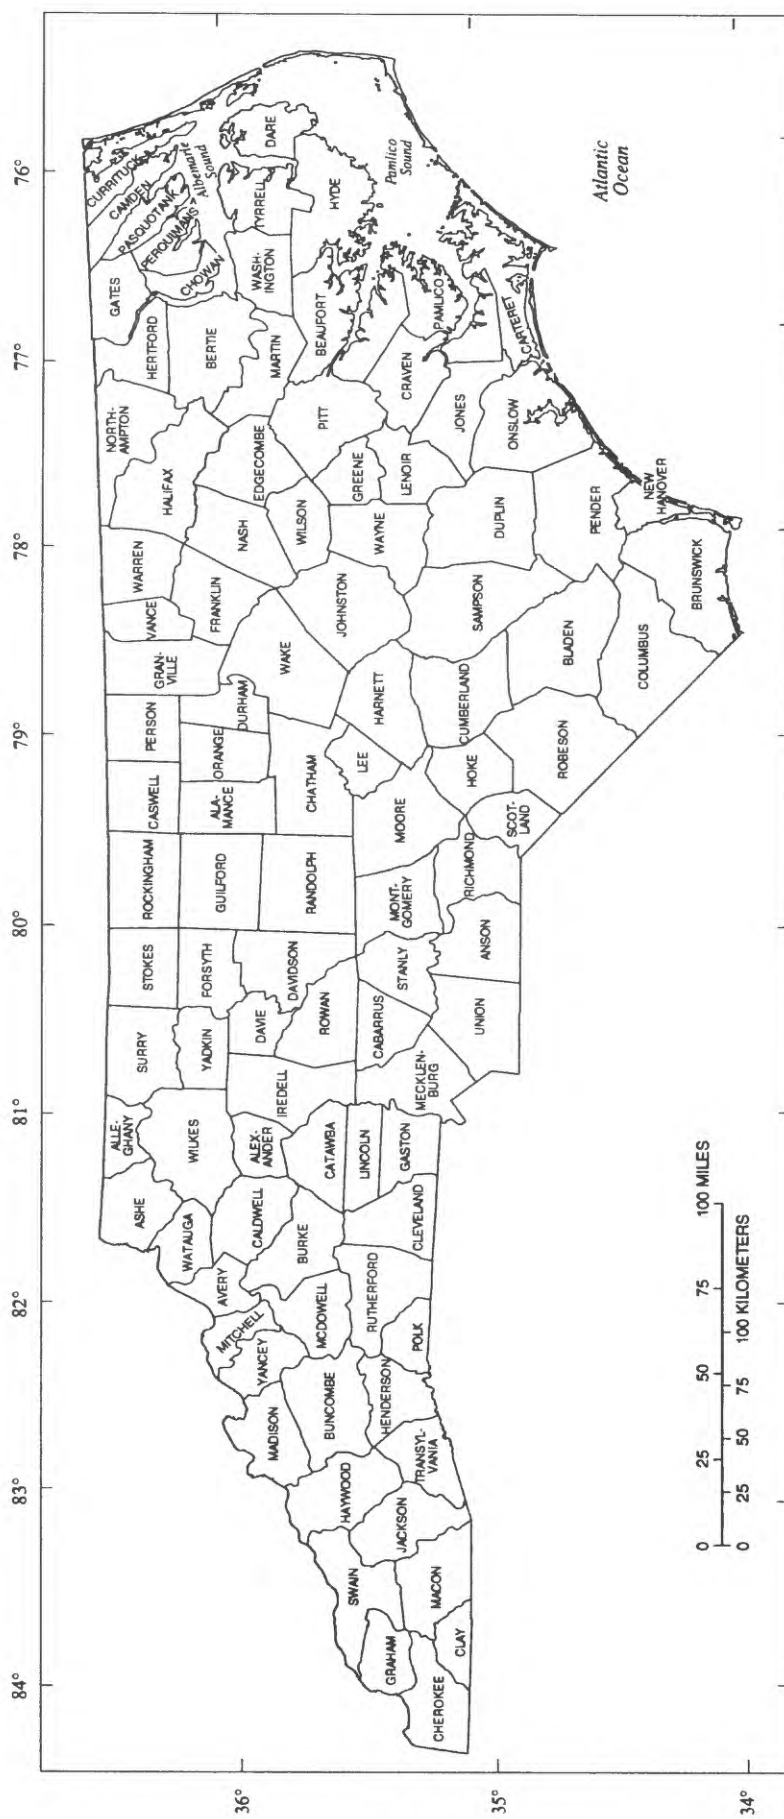 84°
83°
82°
81°
80°
79°
78°
77°
76°
36°
35°
34°
CHEROKEE
GRAHAM
CLAY
SWAIN
MACON
JACKSON
HAYWOOD
TRANSYL-
VANIA
MADISON
BUNCOMBE
HENDERSON
YANCEY
MITCHELL
MCDOWELL
POLK
RUTHERFORD
AVERY
BURKE
CLEVELAND
WATAUGA
CALDWELL
ASHE
ALLE-
GHANY
WILKES
ALEX-
ANDER
CATAWBA
LINCOLN
GASTON
SURRY
YADKIN
IREDELL
DAVIE
ROWAN
CABARRUS
MECKLEN-
BURG
STOKES
FORSYTH
DAVIDSON
STANLY
UNION
ANSON
ROCKINGHAM
GUILFORD
RANDOLPH
MONT-
GOMERY
RICHMOND
CASWELL
ALA-
MANCE
ORANGE
CHATHAM
LEE
MOORE
HOKE
SCOT-
LAND
ROBESON
PERSON
DURHAM
GRAN-
VILLE
WAKE
HARNETT
CUMBERLAND
BLADEN
COLUMBUS
BRUNSWICK
VANCE
WARREN
FRANKLIN
JOHNSTON
SAMPSON
HALIFAX
NASH
WILSON
WAYNE
DUPLIN
PENDER
NEW
HANOVER
NORTH-
AMPTON
EDGECOMBE
GREENE
LENOIR
JONES
ONSLOW
HERTFORD
BERTIE
MARTIN
PITT
CRAVEN
CARTERET
GATES
CHOWAN
PERQUIMANS
PASQUOTANK
CAMDEN
CURRITUCK
Albemarle
Sound
WASH-
INGTON
TYRRELL
DARE
BEAUFORT
HYDE
PAMLICO
Pamlico
Sound
Atlantic
Ocean
0 25 50 75 100 MILES
0 25 50 75 100 KILOMETERS